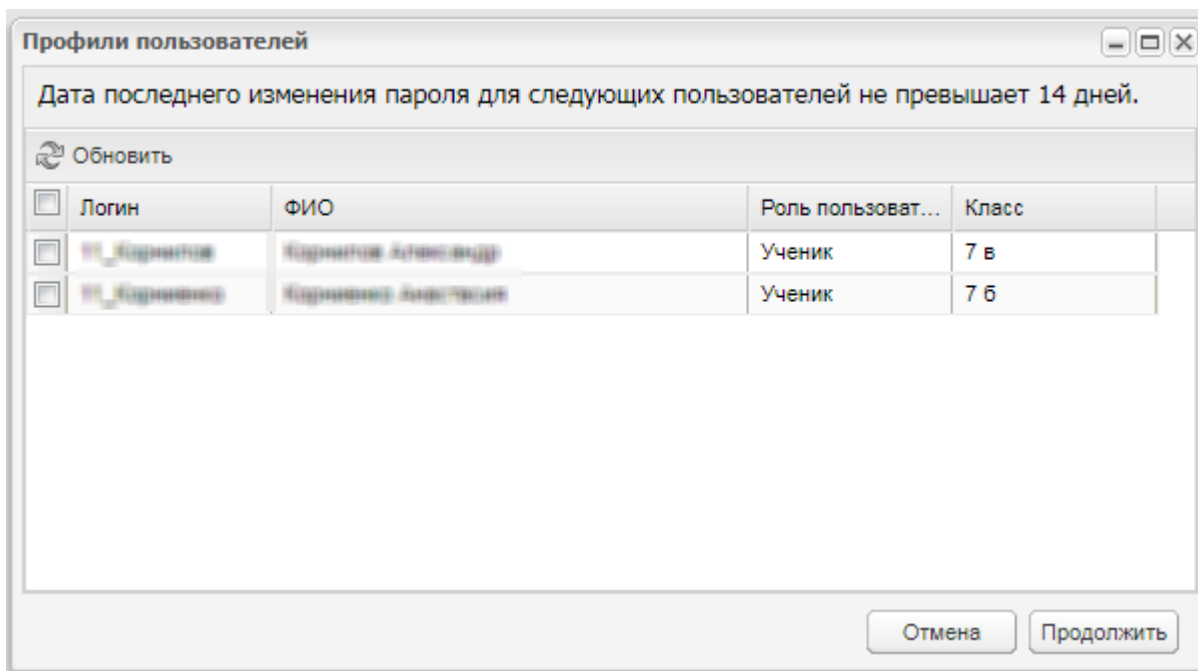 Профили пользователей
Дата последнего изменения пароля для следующих пользователей не превышает 14 дней.
Обновить
Логин ФИО Роль пользоват... Класс
Ученик 7 в
Ученик 7 б
Отмена Продолжить